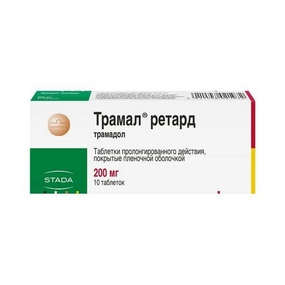 Трамал® ретард
трамадол
Таблетки пролонгированного действия,
покрытые пленочной оболочкой
200 мг
10 таблеток
STADA